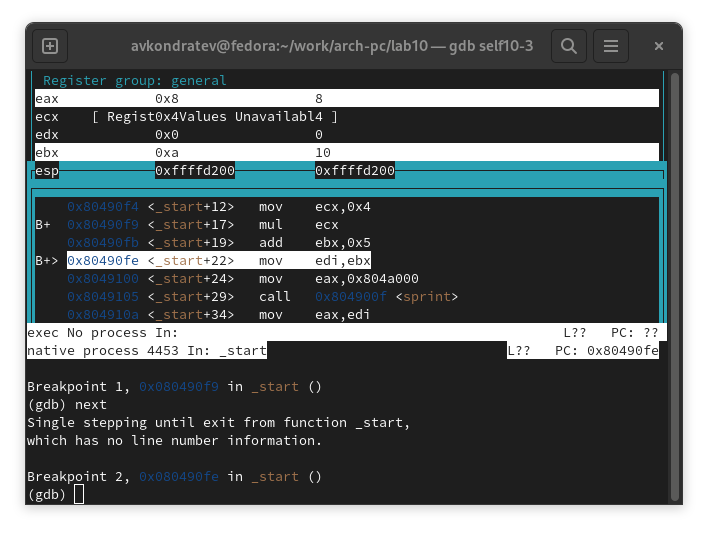 avkondratev@fedora:~/work/arch-pc/lab10 — gdb self10-3
Register group: general
eax 0x8 8
ecx [ Regist0x4Values Unavailabl4 ]
edx 0x0 0
ebx 0xa 10
esp 0xffffd200 0xffffd200
0x80490f4 <_start+12> mov ecx,0x4
B+ 0x80490f9 <_start+17> mul ecx
0x80490fb <_start+19> add ebx,0x5
B+> 0x80490fe <_start+22> mov edi,ebx
0x8049100 <_start+24> mov eax,0x804a000
0x8049105 <_start+29> call 0x804900f <sprint>
0x804910a <_start+34> mov eax,edi
exec No process In: L?? PC: ??
native process 4453 In: _start L?? PC: 0x80490fe
Breakpoint 1, 0x080490f9 in _start ()
(gdb) next
Single stepping until exit from function _start,
which has no line number information.
Breakpoint 2, 0x080490fe in _start ()
(gdb)